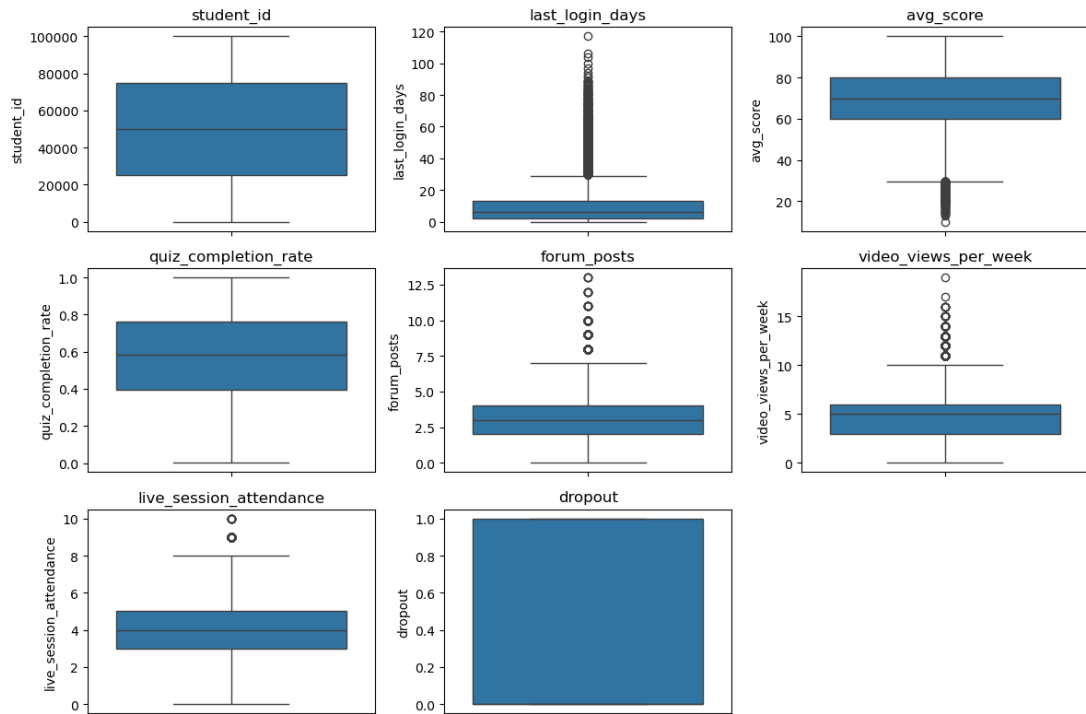 student_id
last_login_days
avg_score
100000
80000
60000
40000
20000
0
student_id
120
100
80
60
40
20
0
last_login_days
100
80
60
40
20
avg_score
quiz_completion_rate
forum_posts
video_views_per_week
1.0
0.8
0.6
0.4
0.2
0.0
quiz_completion_rate
12.5
10.0
7.5
5.0
2.5
0.0
forum_posts
15
10
5
0
video_views_per_week
live_session_attendance
dropout
10
8
6
4
2
0
live_session_attendance
1.0
0.8
0.6
0.4
0.2
0.0
dropout